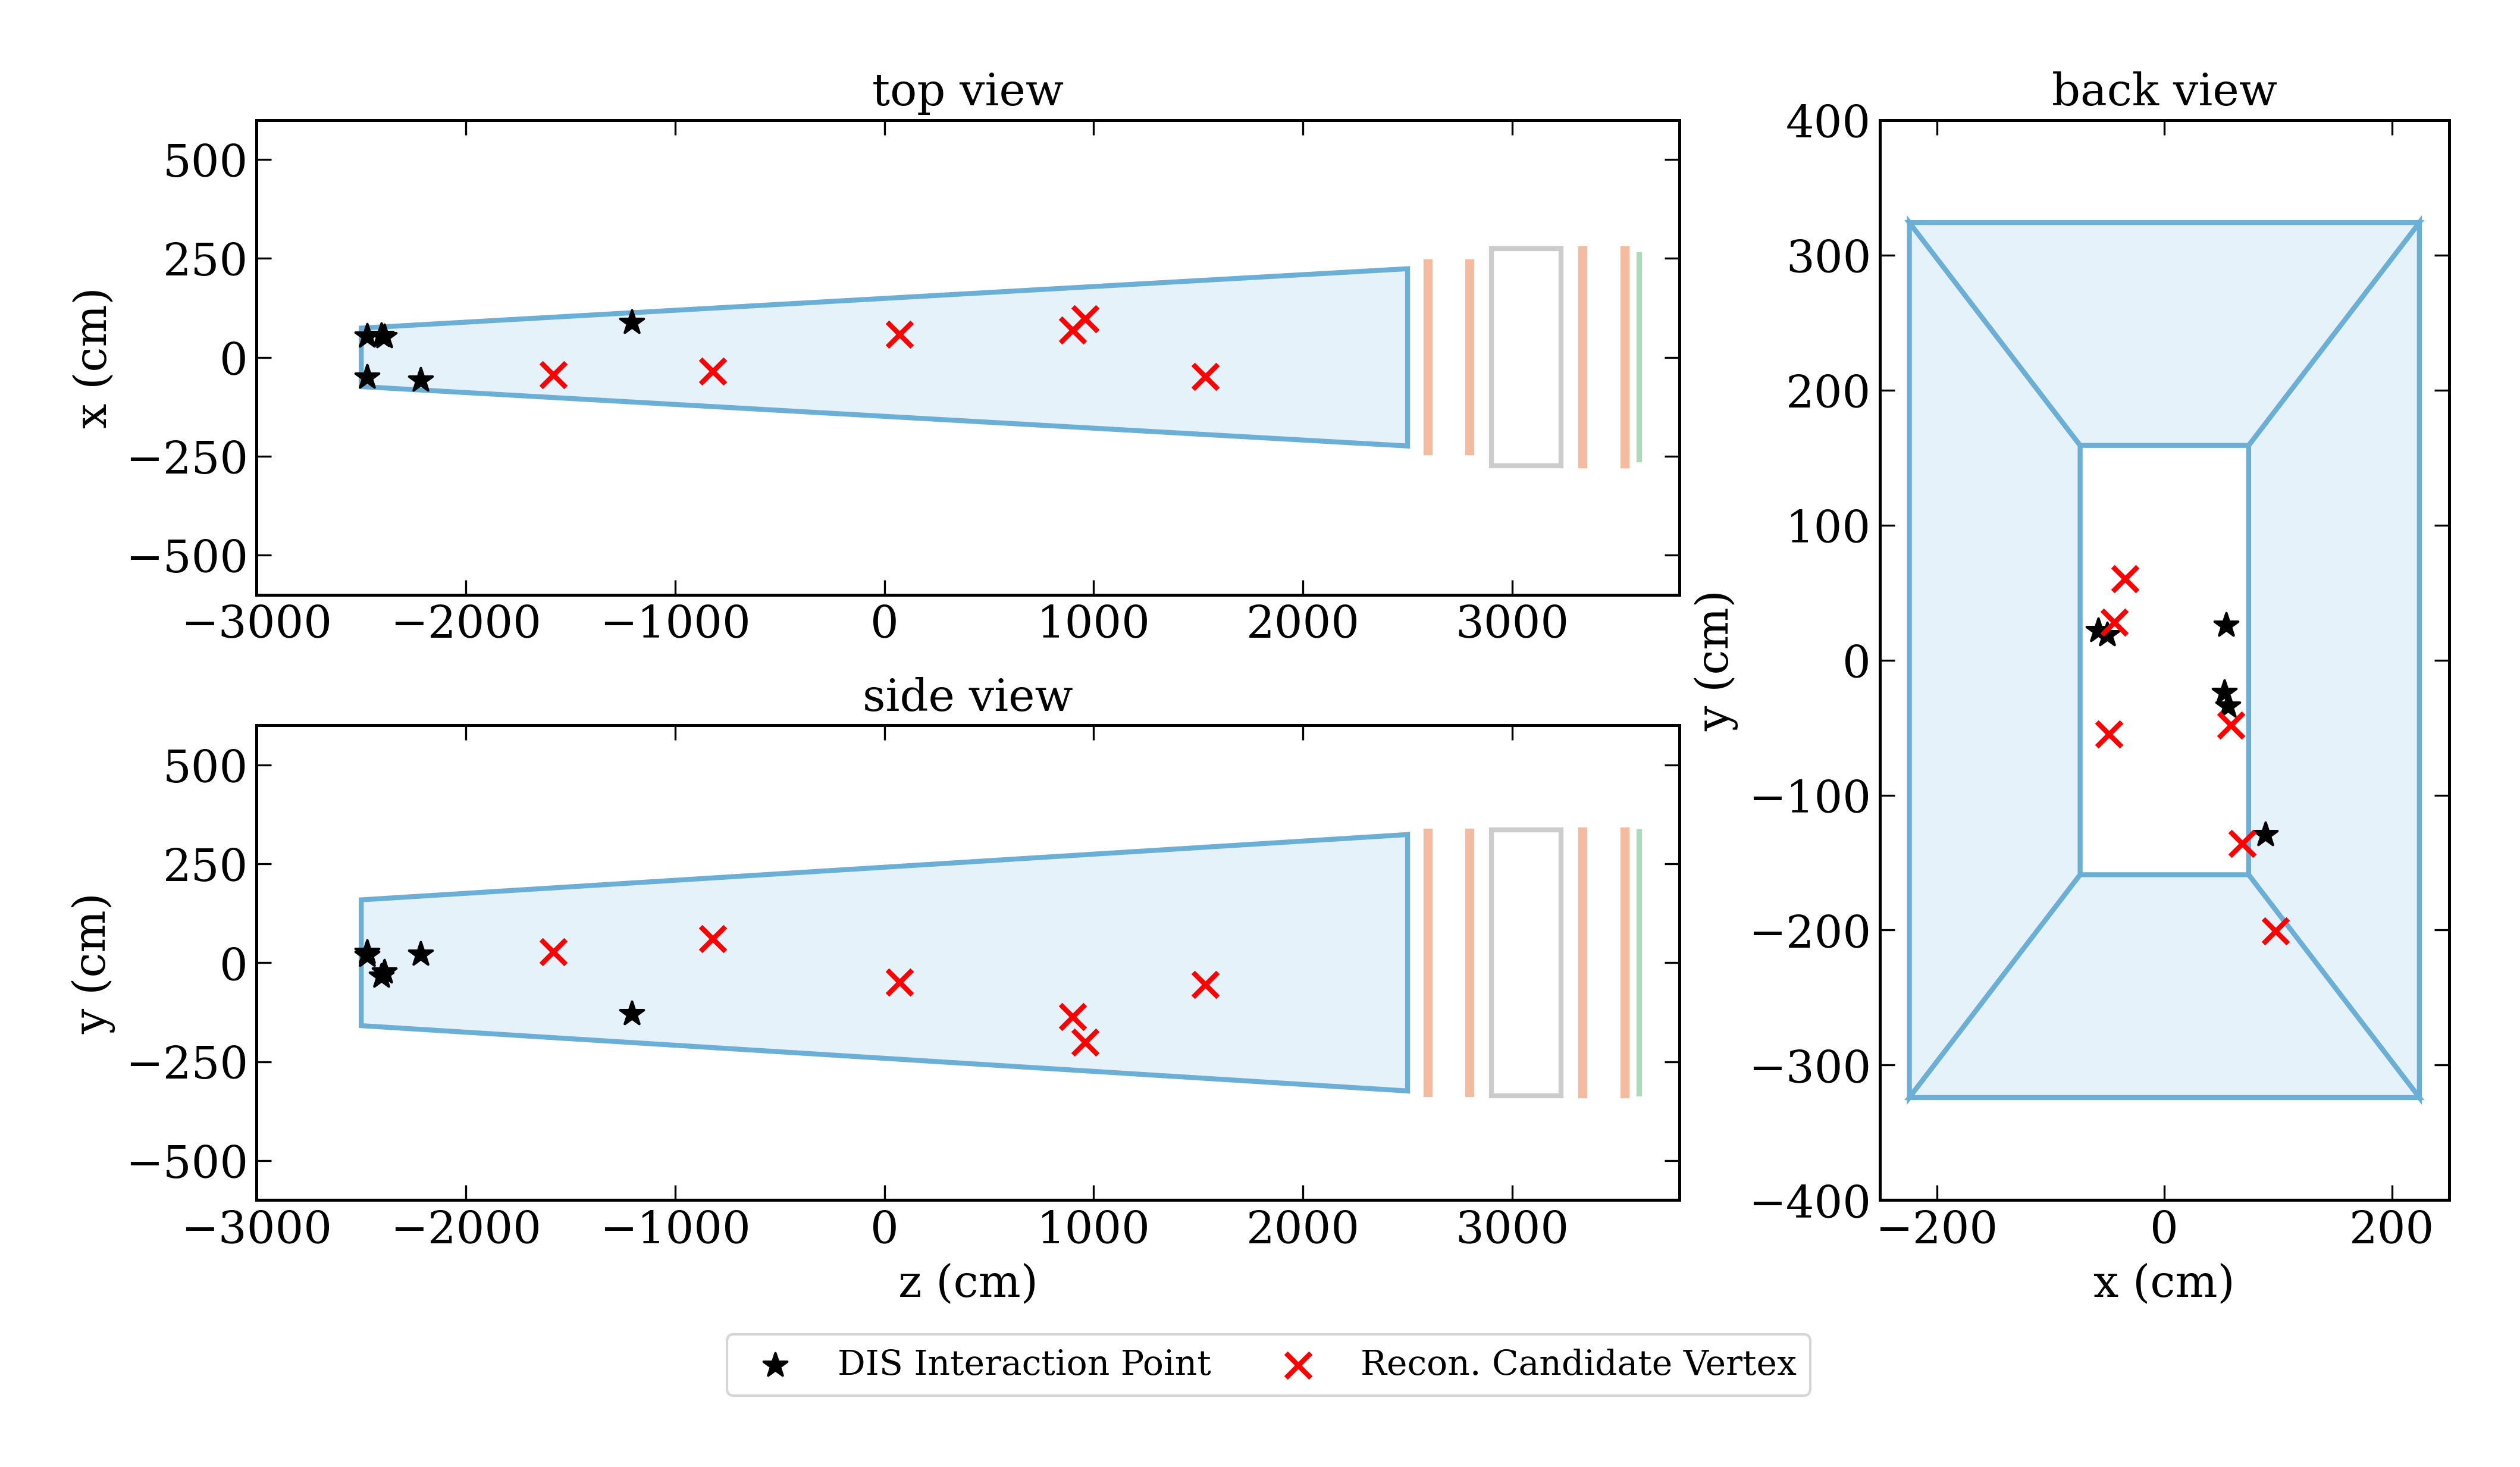 top view
500
250
0
−250
−500
x (cm)
−3000 −2000 −1000 0 1000 2000 3000
side view
500
250
0
−250
−500
y (cm)
−3000 −2000 −1000 0 1000 2000 3000
z (cm)
back view
400
300
200
100
0
−100
−200
−300
−400
y (cm)
−200 0 200
x (cm)
DIS Interaction Point Recon. Candidate Vertex